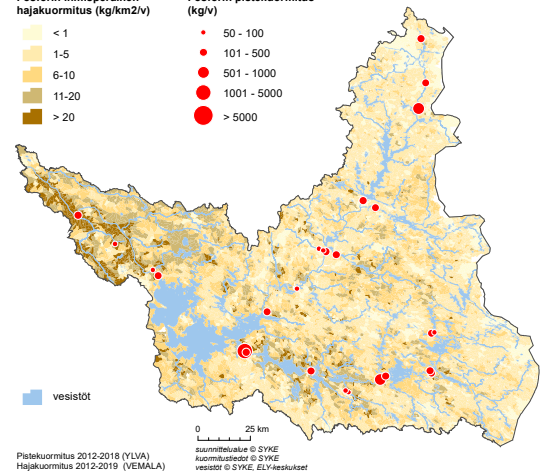 hajakuormitus (kg/km2/v)
< 1
1-5
6-10
11-20
> 20
(kg/v)
50 - 100
101 - 500
501 - 1000
1001 - 5000
> 5000
vesistöt
Pistekuormitus 2012-2018 (YLVA)
Hajakuormitus 2012-2019 (VEMALA)
0 25 km
suunnittelualue © SYKE
kuormitustiedot © SYKE
vesistöt © SYKE, ELY-keskukset